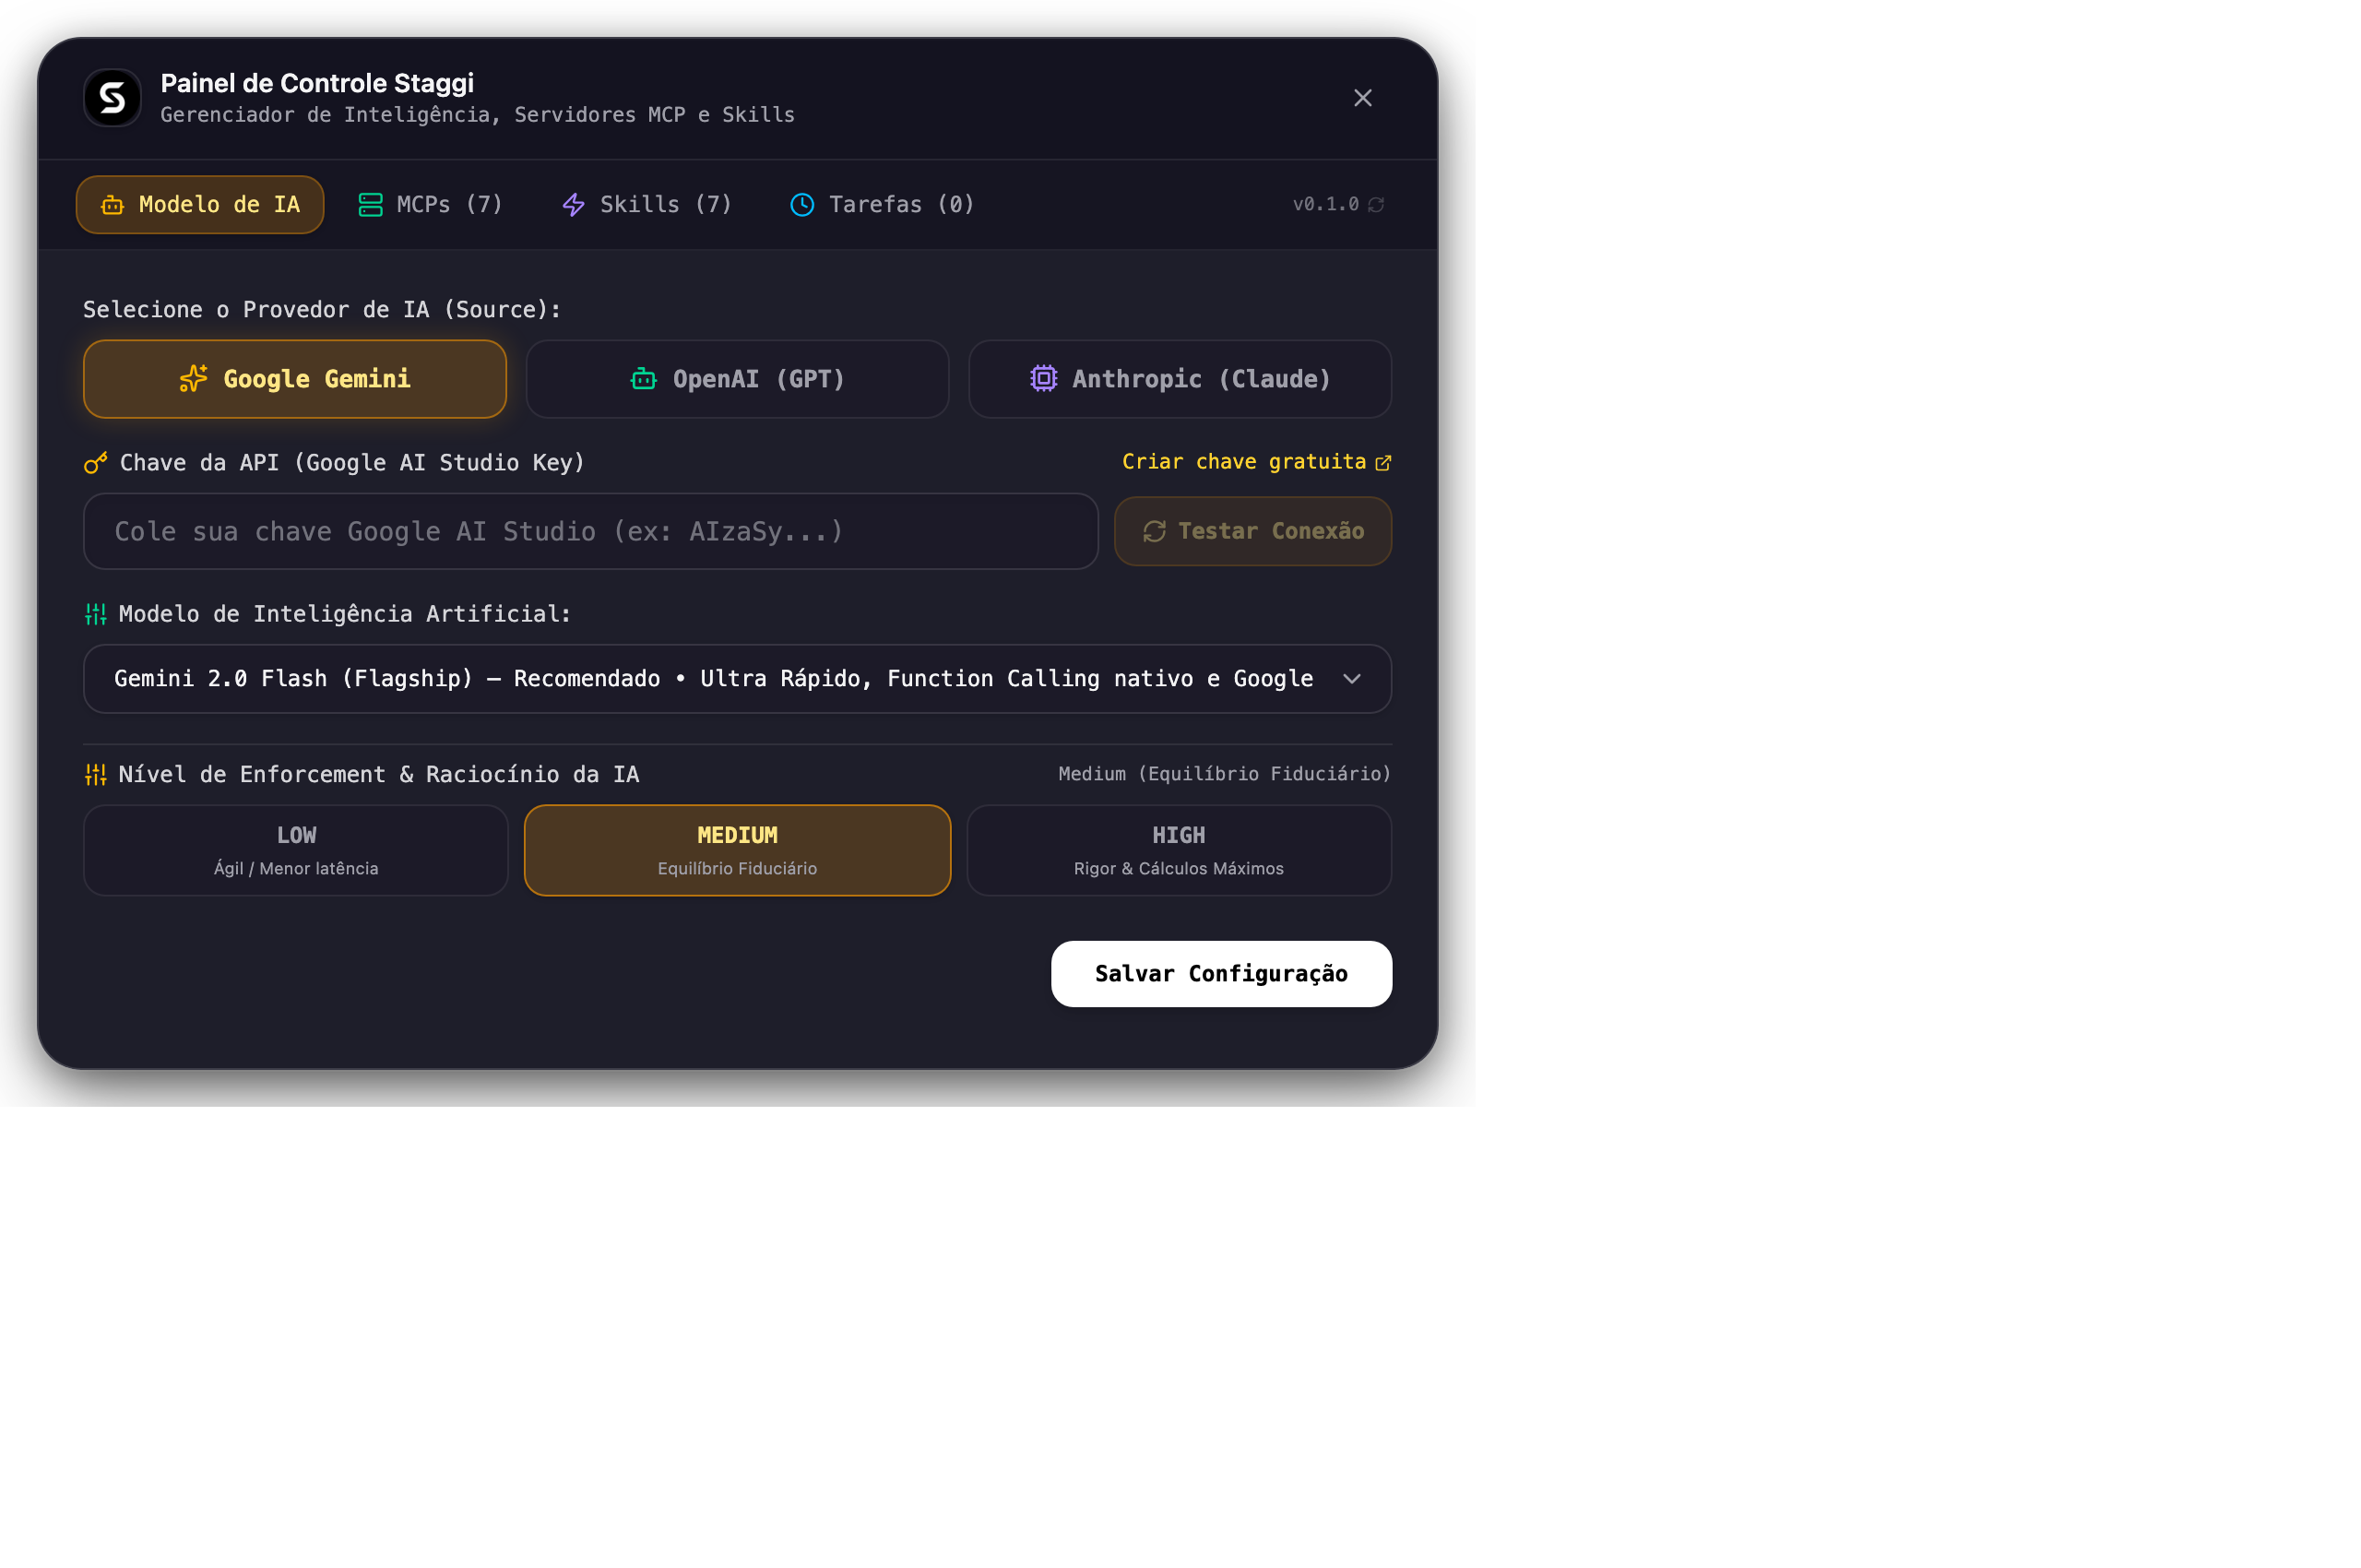 Painel de Controle Staggi
Gerenciador de Inteligência, Servidores MCP e Skills
Modelo de IA
MCPs (7)
Skills (7)
Tarefas (0)
v0.1.0
Selecione o Provedor de IA (Source):
Google Gemini
OpenAI (GPT)
Anthropic (Claude)
Chave da API (Google AI Studio Key)
Criar chave gratuita
Cole sua chave Google AI Studio (ex: AIzaSy...)
Testar Conexão
Modelo de Inteligência Artificial:
Gemini 2.0 Flash (Flagship) — Recomendado • Ultra Rápido, Function Calling nativo e Google
Nível de Enforcement & Raciocínio da IA
Medium (Equilíbrio Fiduciário)
LOW
Ágil / Menor latência
MEDIUM
Equilíbrio Fiduciário
HIGH
Rigor & Cálculos Máximos
Salvar Configuração